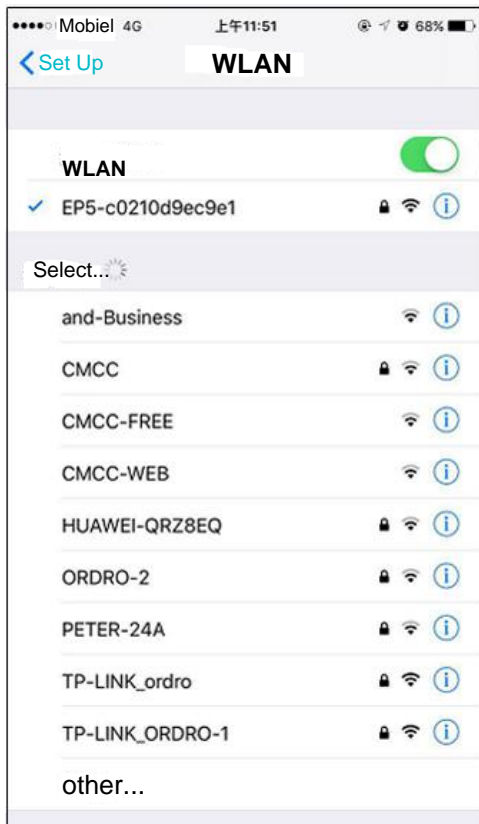 Mobiel 4G 上午11:51 68%
Set Up WLAN
WLAN
EP5-c0210d9ec9e1
Select...
and-Business
CMCC
CMCC-FREE
CMCC-WEB
HUAWEI-QRZ8EQ
ORDRO-2
PETER-24A
TP-LINK_ordro
TP-LINK_ORDRO-1
other...